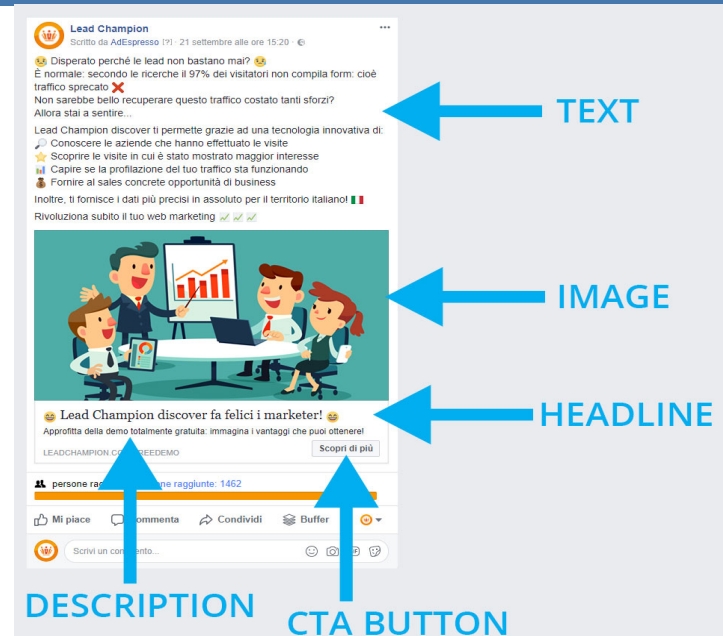 Lead Champion
Scritto da AdEspresso [?] · 21 settembre alle ore 15:20 ·
Disperato perché le lead non bastano mai?
È normale: secondo le ricerche il 97% dei visitatori non compila form: cioè
traffico sprecato
Non sarebbe bello recuperare questo traffico costato tanti sforzi?
Allora stai a sentire...
Lead Champion discover ti permette grazie ad una tecnologia innovativa di:
Conoscere le aziende che hanno effettuato le visite
Scoprire le visite in cui è stato mostrato maggior interesse
Capire se la profilazione del tuo traffico sta funzionando
Fornire al sales concrete opportunità di business
Inoltre, ti fornisce i dati più precisi in assoluto per il territorio italiano!
Rivoluziona subito il tuo web marketing
TEXT
IMAGE
Lead Champion discover fa felici i marketer!
HEADLINE
Approfitta della demo totalmente gratuita: immagina i vantaggi che puoi ottenere!
Scopri di più
persone raggiunte: 1462
Mi piace
Commenta
Condividi
Buffer
Scrivi un
DESCRIPTION
CTA BUTTON